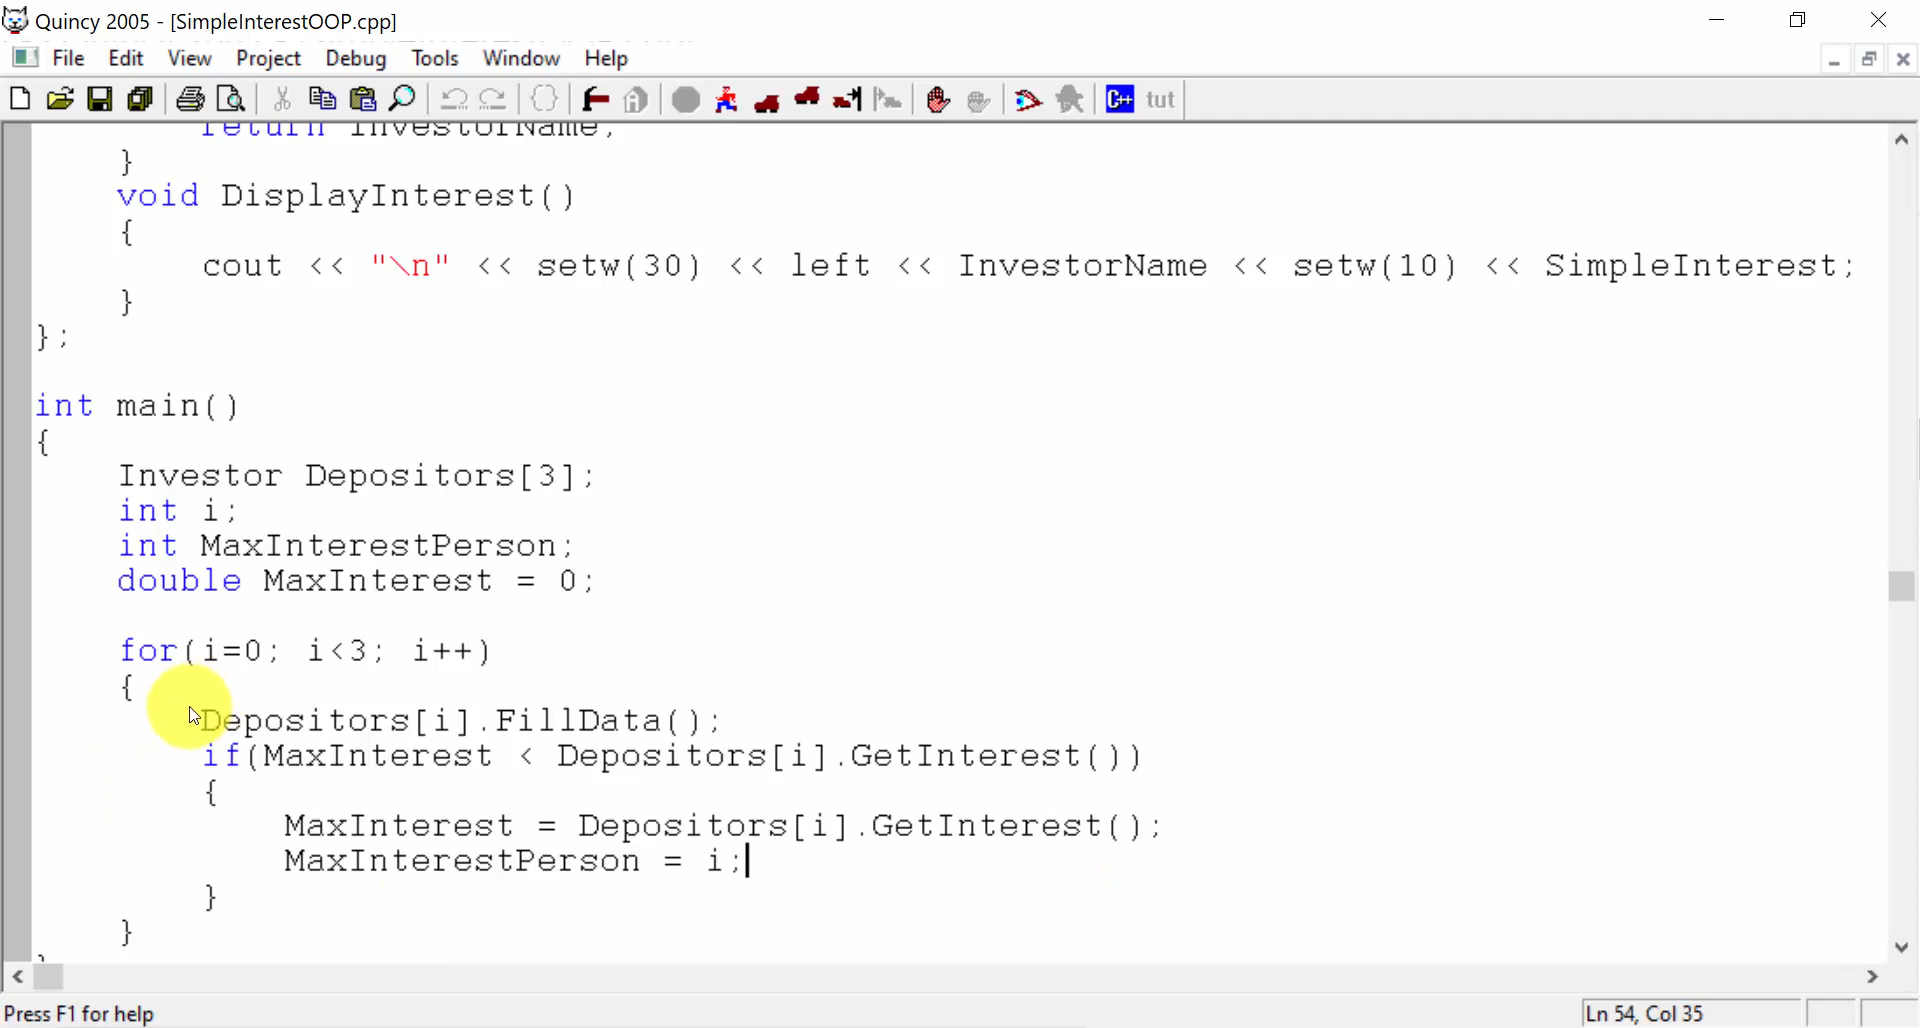 Quincy 2005 - [SimpleInterestOOP.cpp]
File Edit View Project Debug Tools Window Help
C++ tut
return InvestorName;
}
void DisplayInterest()
{
cout << "\n" << setw(30) << left << InvestorName << setw(10) << SimpleInterest;
}
};
int main()
{
Investor Depositors[3];
int i;
int MaxInterestPerson;
double MaxInterest = 0;
for(i=0; i<3; i++)
{
Depositors[i].FillData();
if(MaxInterest < Depositors[i].GetInterest())
{
MaxInterest = Depositors[i].GetInterest();
MaxInterestPerson = i;
}
}
Press F1 for help
Ln 54, Col 35